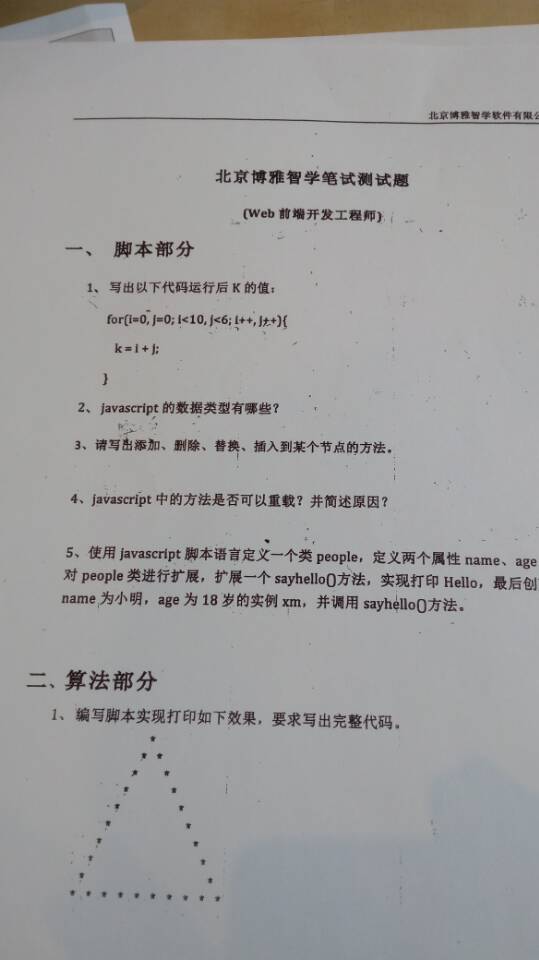 北京博雅智学软件有限
北京博雅智学笔试测试题
(Web 前端开发工程师)
一、 脚本部分
1、 写出以下代码运行后 K 的值：
for(i=0, j=0; i<10, j<6; i++, j++){
k = i + j;
}
2、 javascript 的数据类型有哪些？
3、请写出添加、删除、替换、插入到某个节点的方法。
4、javascript 中的方法是否可以重载？并简述原因？
5、使用 javascript 脚本语言定义一个类 people，定义两个属性 name、age
对 people 类进行扩展，扩展一个 sayhello()方法，实现打印 Hello，最后创
name 为小明，age 为 18 岁的实例 xm，并调用 sayhello()方法。
二、算法部分
1、 编写脚本实现打印如下效果，要求写出完整代码。
*
* *
* *
* *
* *
* *
* *
* *
* *
* * * * * * * * * *